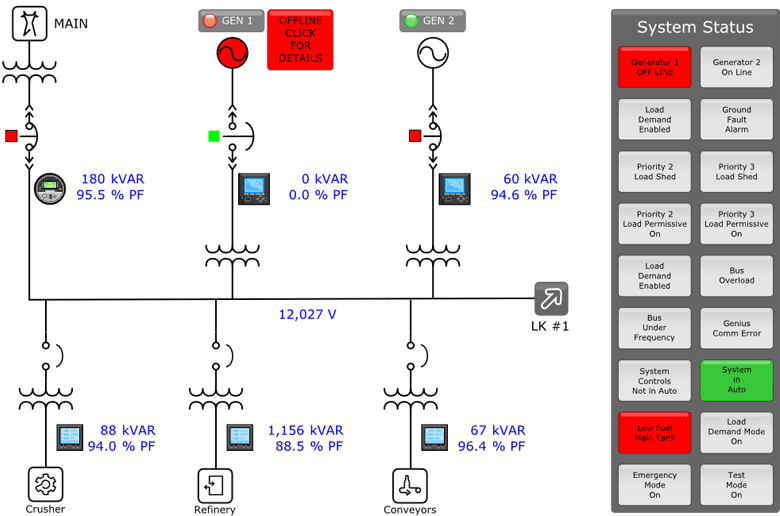 MAIN
GEN 1
OFFLINE
CLICK
FOR
DETAILS
GEN 2
180 kVAR
95.5 % PF
0 kVAR
0.0 % PF
60 kVAR
94.6 % PF
12,027 V
LK #1
88 kVAR
94.0 % PF
1,156 kVAR
88.5 % PF
67 kVAR
96.4 % PF
Crusher
Refinery
Conveyors
System Status
Generator 1
OFF LINE
Generator 2
On Line
Load
Demand
Enabled
Ground
Fault
Alarm
Priority 2
Load Shed
Priority 3
Load Shed
Priority 2
Load Permissive
On
Priority 3
Load Permissive
On
Load
Demand
Enabled
Bus
Overload
Bus
Under
Frequency
Genius
Comm Error
System
Controls
Not in Auto
System
in
Auto
Low Fuel
Main Tank
Load
Demand Mode
On
Emergency
Mode
On
Test
Mode
On